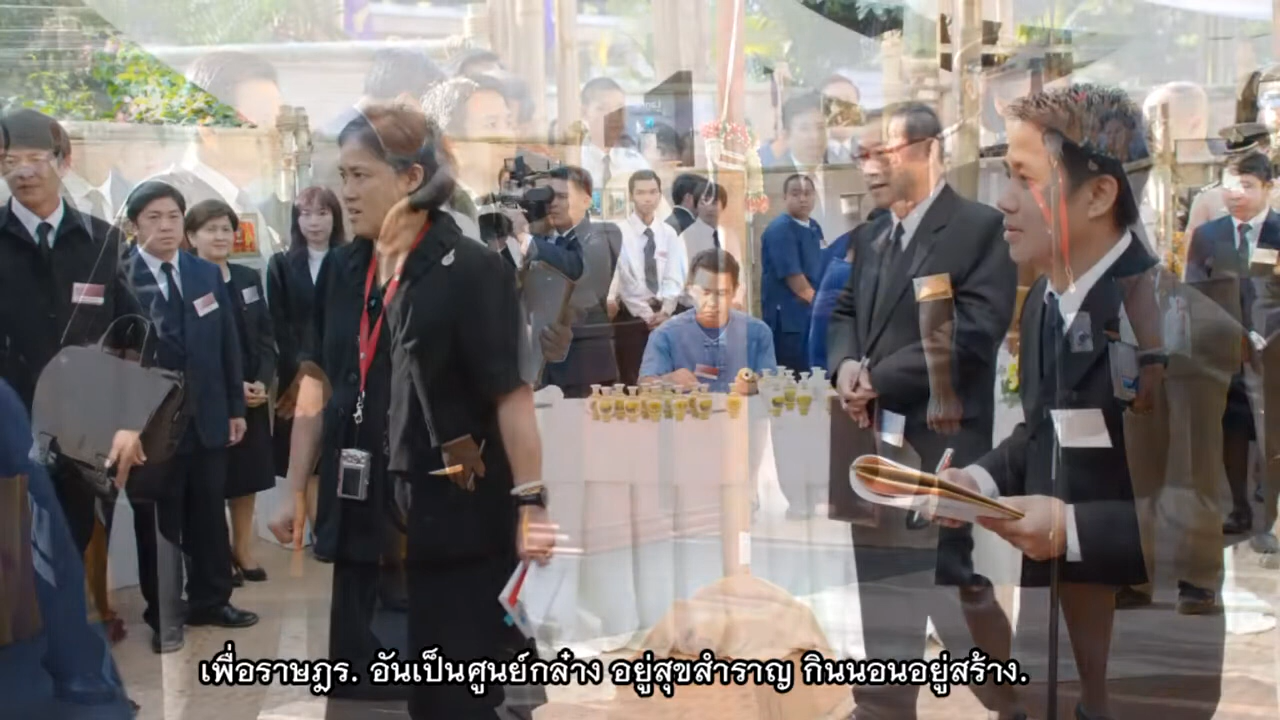 เพื่อราษฎร. อันเป็นศูนย์กล๋าง อยู่สุขสำราญ กินนอนอยู่สร้าง.